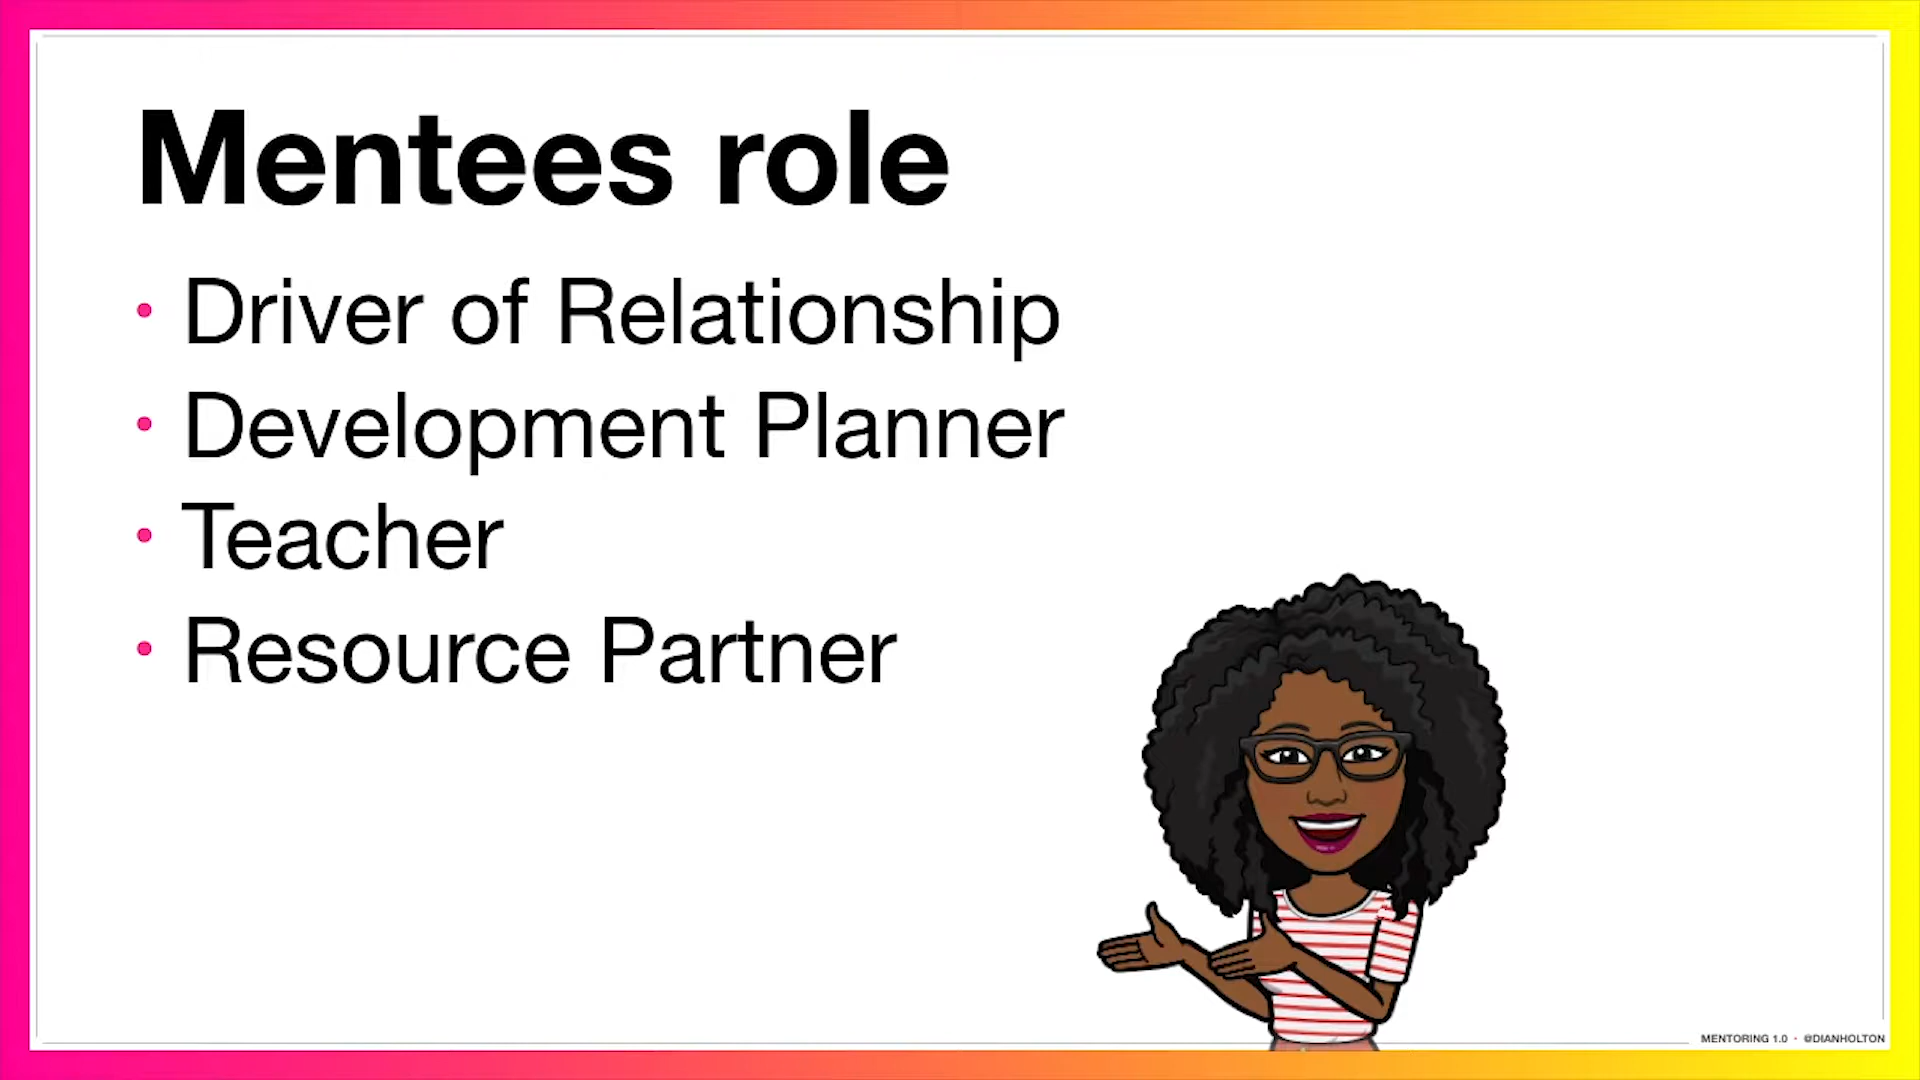 Mentees role
• Driver of Relationship
• Development Planner
• Teacher
• Resource Partner
MENTORING 1.0 • @DIANHOLTON